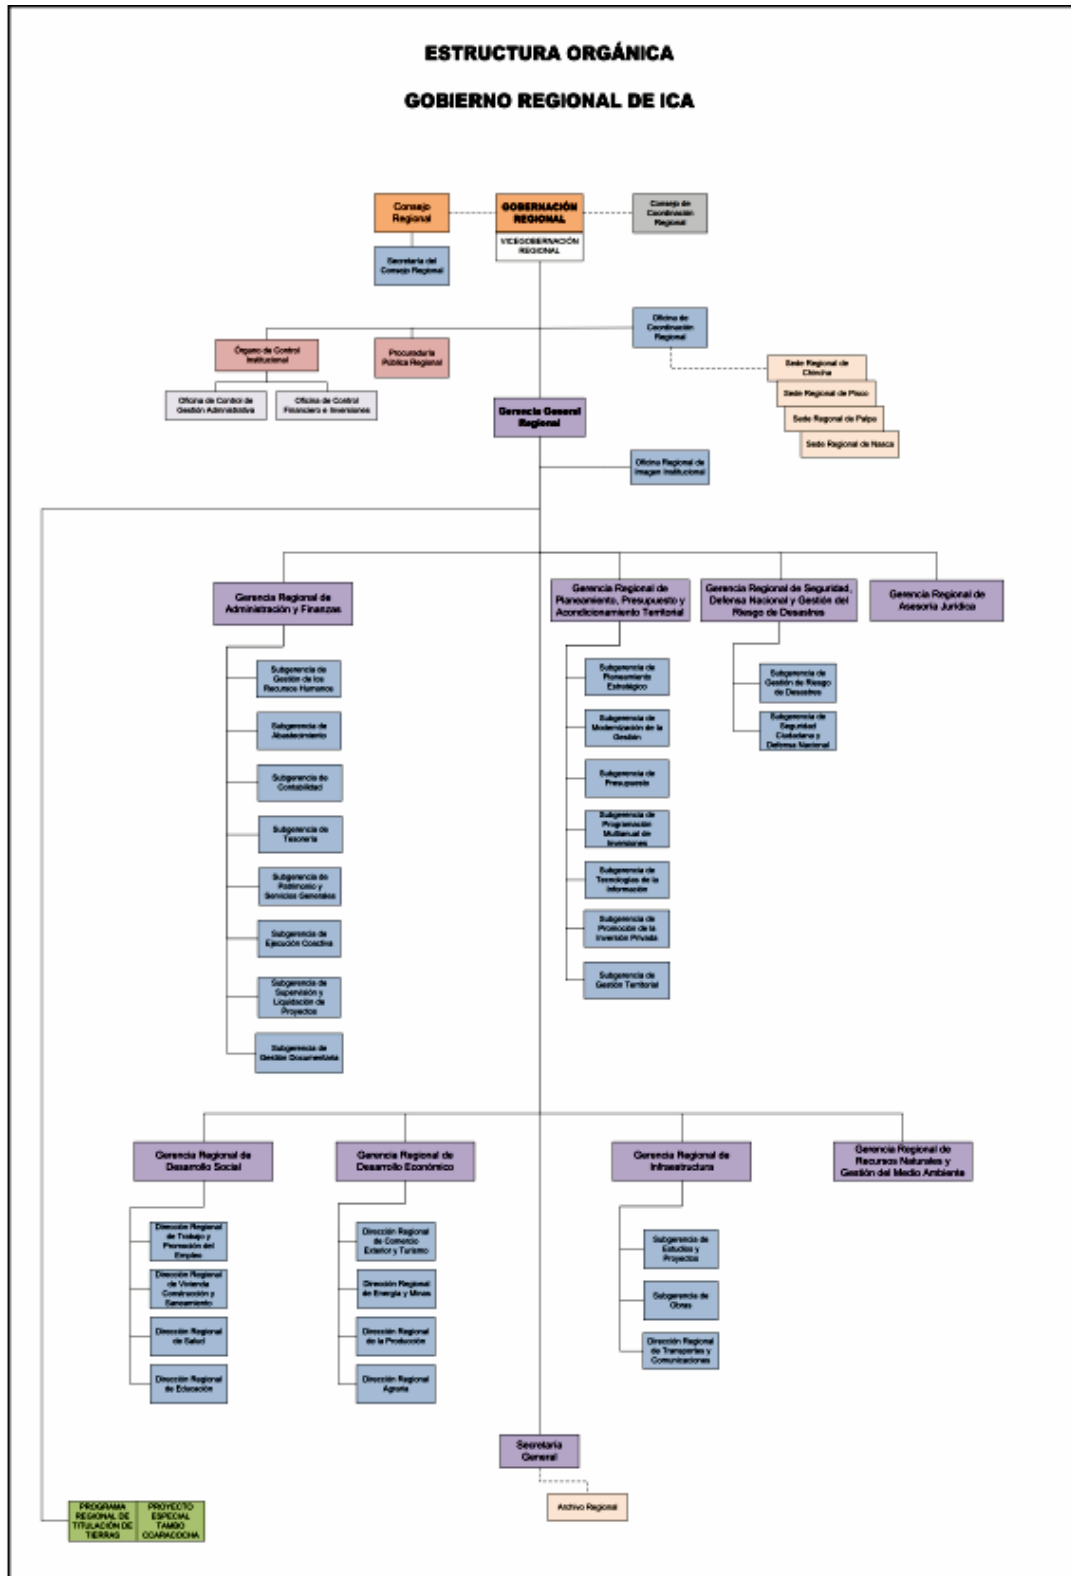 ESTRUCTURA ORGÁNICA
GOBIERNO REGIONAL DE ICA
Consejo
Regional
GOBERNACIÓN
REGIONAL
Consejo de
Coordinación
Regional
VICEGOBERNACIÓN
REGIONAL
Secretaría del
Consejo Regional
Oficina de
Coordinación
Regional
Órgano de Control
Institucional
Procuraduría
Pública Regional
Sede Regional de
Chincha
Sede Regional de Pisco
Sede Regional de Palpa
Sede Regional de Nasca
Oficina de Control de
Gestión Administrativa
Oficina de Control
Financiero e Inversiones
Gerencia General
Regional
Oficina Regional de
Imagen Institucional
Gerencia Regional de
Administración y Finanzas
Gerencia Regional de
Planeamiento, Presupuesto y
Acondicionamiento Territorial
Gerencia Regional de Seguridad,
Defensa Nacional y Gestión del
Riesgo de Desastres
Gerencia Regional de
Asesoría Jurídica
Subgerencia de
Gestión de los
Recursos Humanos
Subgerencia de
Abastecimiento
Subgerencia de
Contabilidad
Subgerencia de
Tesorería
Subgerencia de
Patrimonio y
Servicios Generales
Subgerencia de
Ejecución Coactiva
Subgerencia de
Supervisión y
Liquidación de
Proyectos
Subgerencia de
Gestión Documentaria
Subgerencia de
Planeamiento
Estratégico
Subgerencia de
Modernización de la
Gestión
Subgerencia de
Presupuesto
Subgerencia de
Programación
Multianual de
Inversiones
Subgerencia de
Tecnologías de la
Información
Subgerencia de
Promoción de la
Inversión Privada
Subgerencia de
Gestión Territorial
Subgerencia de
Gestión de Riesgo
de Desastres
Subgerencia de
Seguridad
Ciudadana y
Defensa Nacional
Gerencia Regional de
Desarrollo Social
Gerencia Regional de
Desarrollo Económico
Gerencia Regional de
Infraestructura
Gerencia Regional de
Recursos Naturales y
Gestión del Medio Ambiente
Dirección Regional
de Trabajo y
Promoción del
Empleo
Dirección Regional
de Vivienda
Construcción y
Saneamiento
Dirección Regional
de Salud
Dirección Regional
de Educación
Dirección Regional
de Comercio
Exterior y Turismo
Dirección Regional
de Energía y Minas
Dirección Regional
de la Producción
Dirección Regional
Agraria
Subgerencia de
Estudios y
Proyectos
Subgerencia de
Obras
Dirección Regional
de Transportes y
Comunicaciones
Secretaría
General
Archivo Regional
PROGRAMA
REGIONAL DE
TITULACIÓN DE
TIERRAS
PROYECTO
ESPECIAL
TAMBO
CCARACOCHA